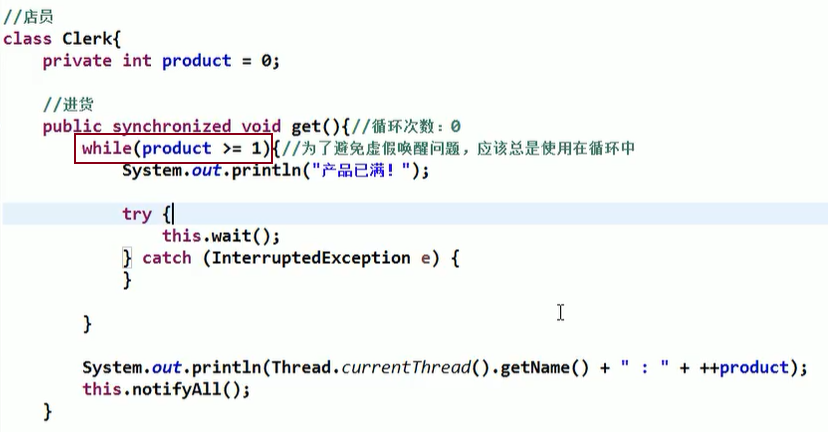 //店员
class Clerk{
private int product = 0;
//进货
public synchronized void get(){//循环次数：0
while(product >= 1){//为了避免虚假唤醒问题，应该总是使用在循环中
System.out.println("产品已满！");
try {
this.wait();
} catch (InterruptedException e) {
}
}
System.out.println(Thread.currentThread().getName() + " : " + ++product);
this.notifyAll();
}